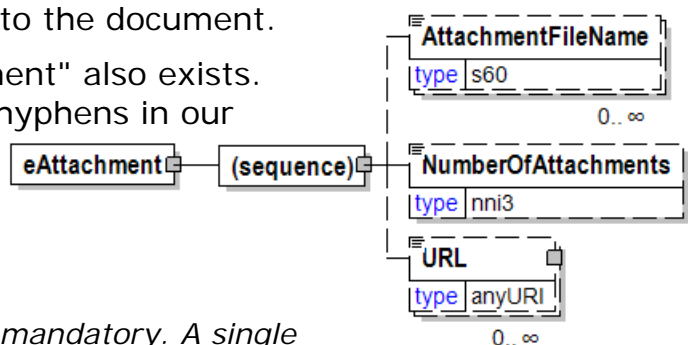 to the document.
ment" also exists.
hyphens in our
AttachmentFileName
type s60
0.. ∞
eAttachment
(sequence)
NumberOfAttachments
type nni3
URL
type anyURI
0.. ∞
mandatory. A single